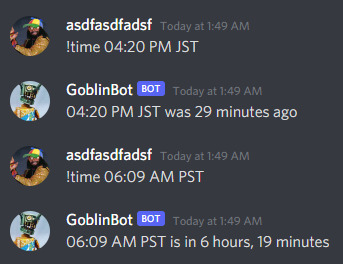 asdfasdfadsf Today at 1:49 AM
!time 04:20 PM JST
GoblinBot BOT Today at 1:49 AM
04:20 PM JST was 29 minutes ago
asdfasdfadsf Today at 1:49 AM
!time 06:09 AM PST
GoblinBot BOT Today at 1:49 AM
06:09 AM PST is in 6 hours, 19 minutes